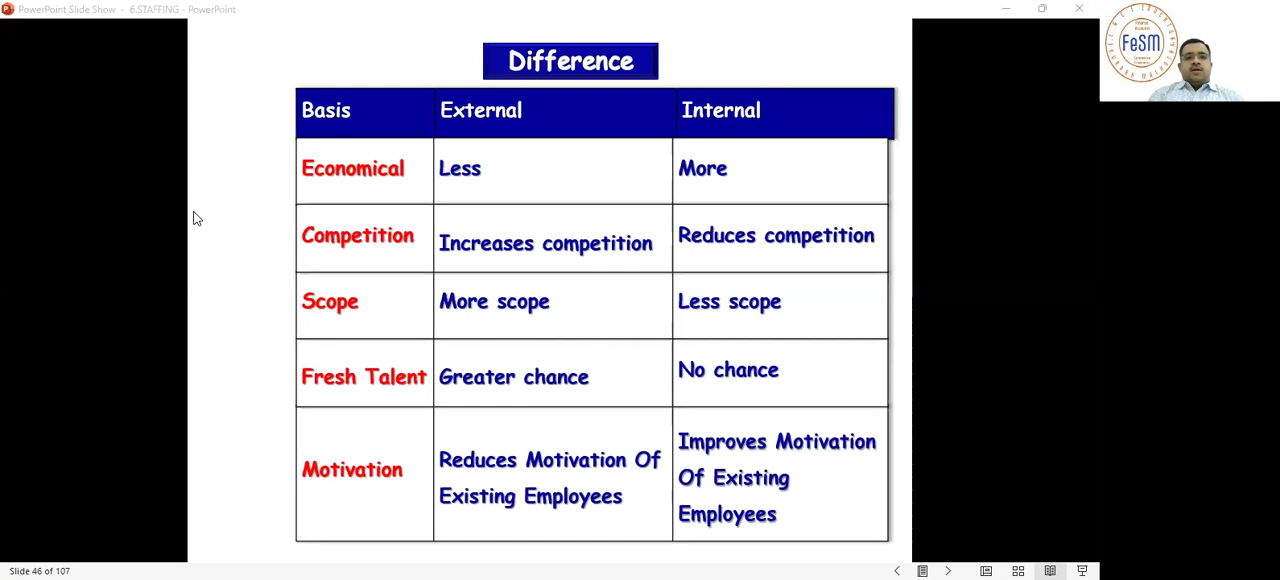 PowerPoint Slide Show - 6.STAFFING - PowerPoint
FeSM
Difference
Basis External Internal
Economical Less More
Competition Increases competition Reduces competition
Scope More scope Less scope
Fresh Talent Greater chance No chance
Motivation Reduces Motivation Of Existing Employees Improves Motivation Of Existing Employees
Slide 46 of 107